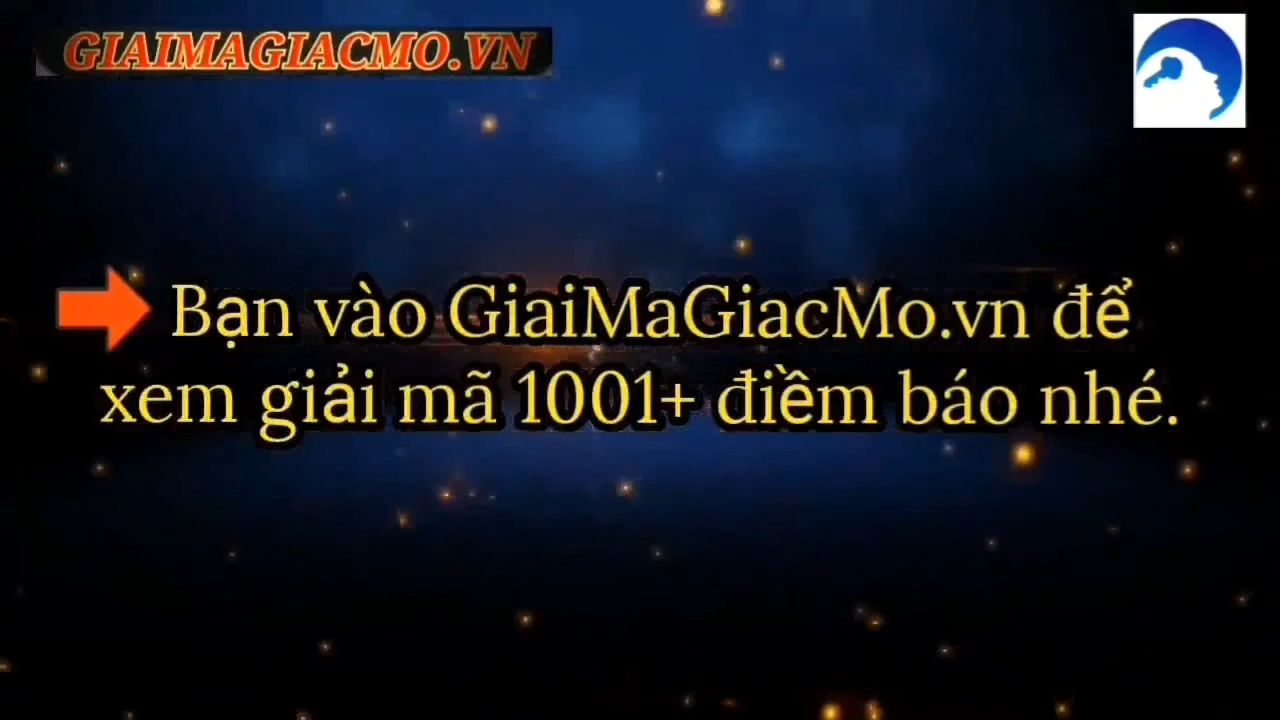 GIAIMAGIACMO.VN
Bạn vào GiaiMaGiacMo.vn để
xem giải mã 1001+ điềm báo nhé.